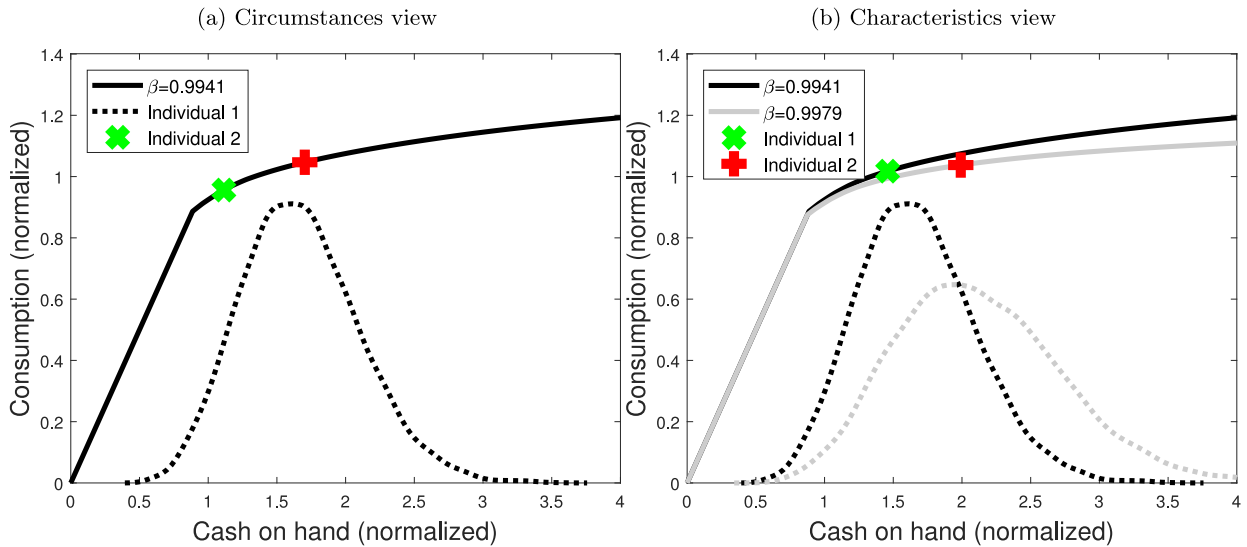 (a) Circumstances view
1.4
1.2
1
0.8
0.6
0.4
0.2
0
Consumption (normalized)
β=0.9941
Individual 1
Individual 2
0 0.5 1 1.5 2 2.5 3 3.5 4
Cash on hand (normalized)
(b) Characteristics view
1.4
1.2
1
0.8
0.6
0.4
0.2
0
Consumption (normalized)
β=0.9941
β=0.9979
Individual 1
Individual 2
0 0.5 1 1.5 2 2.5 3 3.5 4
Cash on hand (normalized)